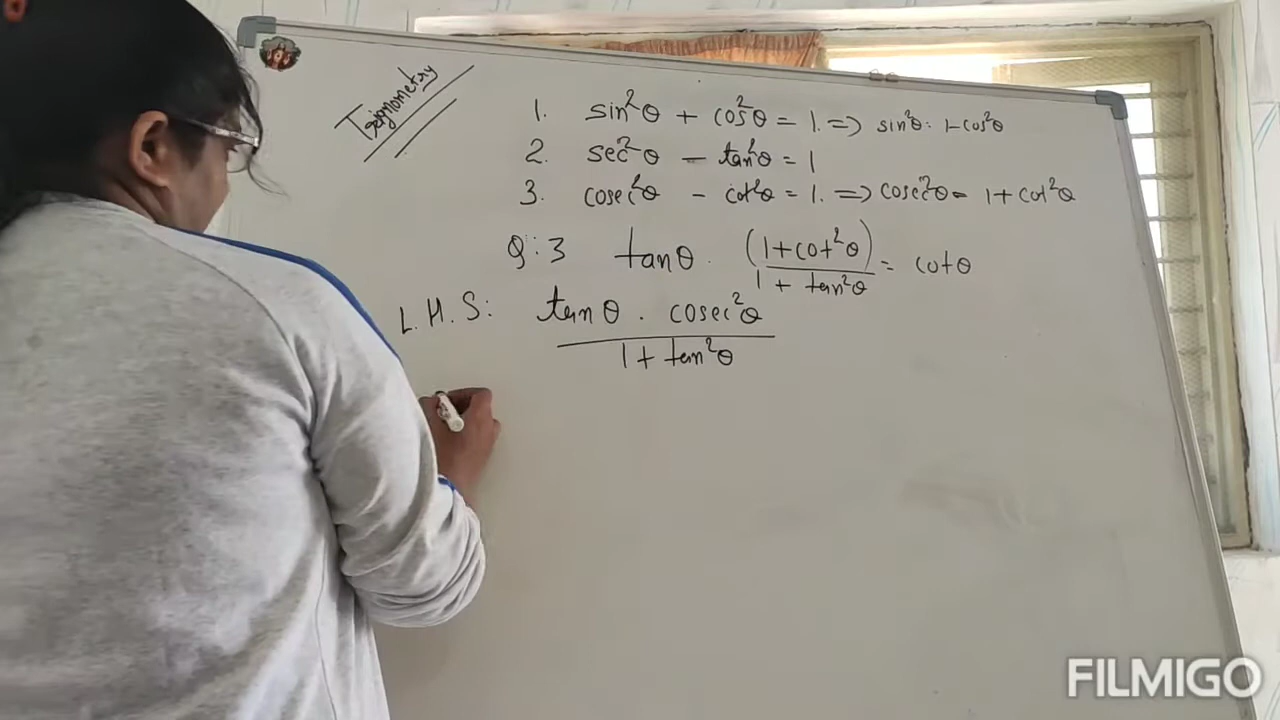 Trigonometry
1. sin²θ + cos²θ = 1. => sin²θ = 1-cos²θ
2. sec²θ - tan²θ = 1
3. cosec²θ - cot²θ = 1. => cosec²θ = 1 + cot²θ
Q:3 tanθ. (1+cot²θ) / 1 + tan²θ = cotθ
L.H.S: tanθ . cosec²θ
1 + tan²θ
FILMIGO